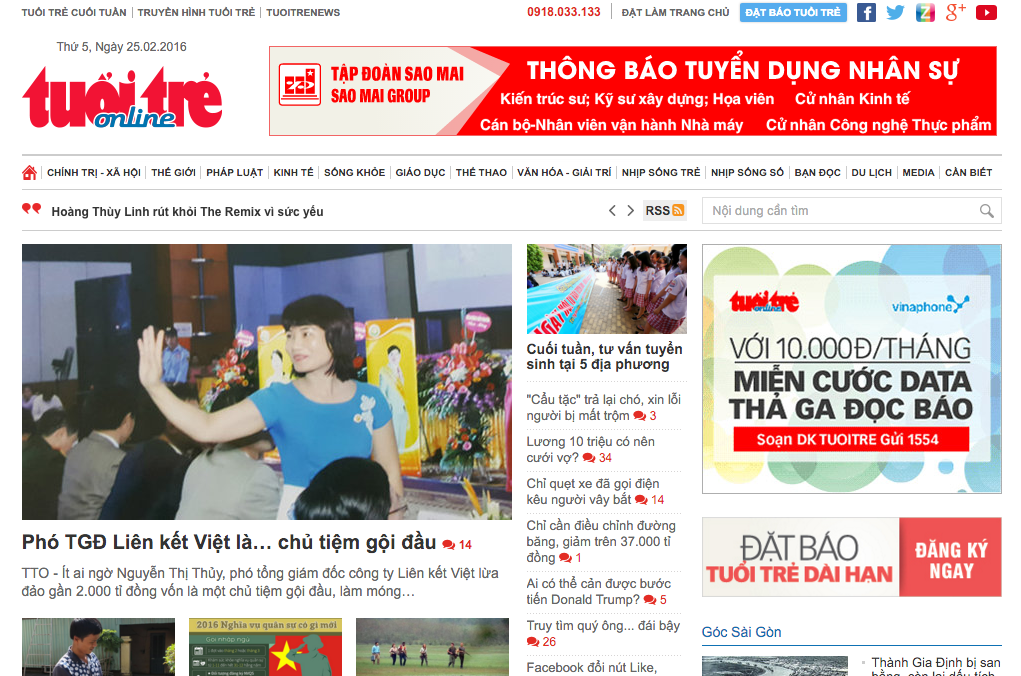 TUỔI TRẺ CUỐI TUẦN | TRUYỀN HÌNH TUỔI TRẺ | TUOITRENEWS
0918.033.133 | ĐẶT LÀM TRANG CHỦ
ĐẶT BÁO TUỔI TRẺ
Thứ 5, Ngày 25.02.2016
tuổi trẻ
online
TẬP ĐOÀN SAO MAI
SAO MAI GROUP
THÔNG BÁO TUYỂN DỤNG NHÂN SỰ
Kiến trúc sư; Kỹ sư xây dựng; Họa viên Cử nhân Kinh tế
Cán bộ-Nhân viên vận hành Nhà máy Cử nhân Công nghệ Thực phẩm
CHÍNH TRỊ - XÃ HỘI | THẾ GIỚI | PHÁP LUẬT | KINH TẾ | SỐNG KHỎE | GIÁO DỤC | THỂ THAO | VĂN HÓA - GIẢI TRÍ | NHỊP SỐNG TRẺ | NHỊP SỐNG SỐ | BẠN ĐỌC | DU LỊCH | MEDIA | CẦN BIẾT
Hoàng Thùy Linh rút khỏi The Remix vì sức yếu
RSS
Nội dung cần tìm
Phó TGĐ Liên kết Việt là... chủ tiệm gội đầu 14
TTO - Ít ai ngờ Nguyễn Thị Thủy, phó tổng giám đốc công ty Liên kết Việt lừa
đảo gần 2.000 tỉ đồng vốn là một chủ tiệm gội đầu, làm móng…
2016 Nghĩa vụ quân sự có gì mới
Gọi nhập ngũ
Cuối tuần, tư vấn tuyển
sinh tại 5 địa phương
"Cẩu tặc" trả lại chó, xin lỗi
người bị mất trộm 3
Lương 10 triệu có nên
cưới vợ? 34
Chỉ quẹt xe đã gọi điện
kêu người vây bắt 14
Chỉ cần điều chỉnh đường
băng, giảm trên 37.000 tỉ
đồng 1
Ai có thể cản được bước
tiến Donald Trump? 5
Truy tìm quý ông... đái bậy
26
Facebook đổi nút Like,
tuổi trẻ
online
vinaphone
VỚI 10.000Đ/THÁNG
MIỄN CƯỚC DATA
THẢ GA ĐỌC BÁO
Soạn DK TUOITRE Gửi 1554
ĐẶT BÁO
TUỔI TRẺ DÀI HẠN
ĐĂNG KÝ
NGAY
Góc Sài Gòn
Thành Gia Định bị san
bằng, còn lại dấu tích